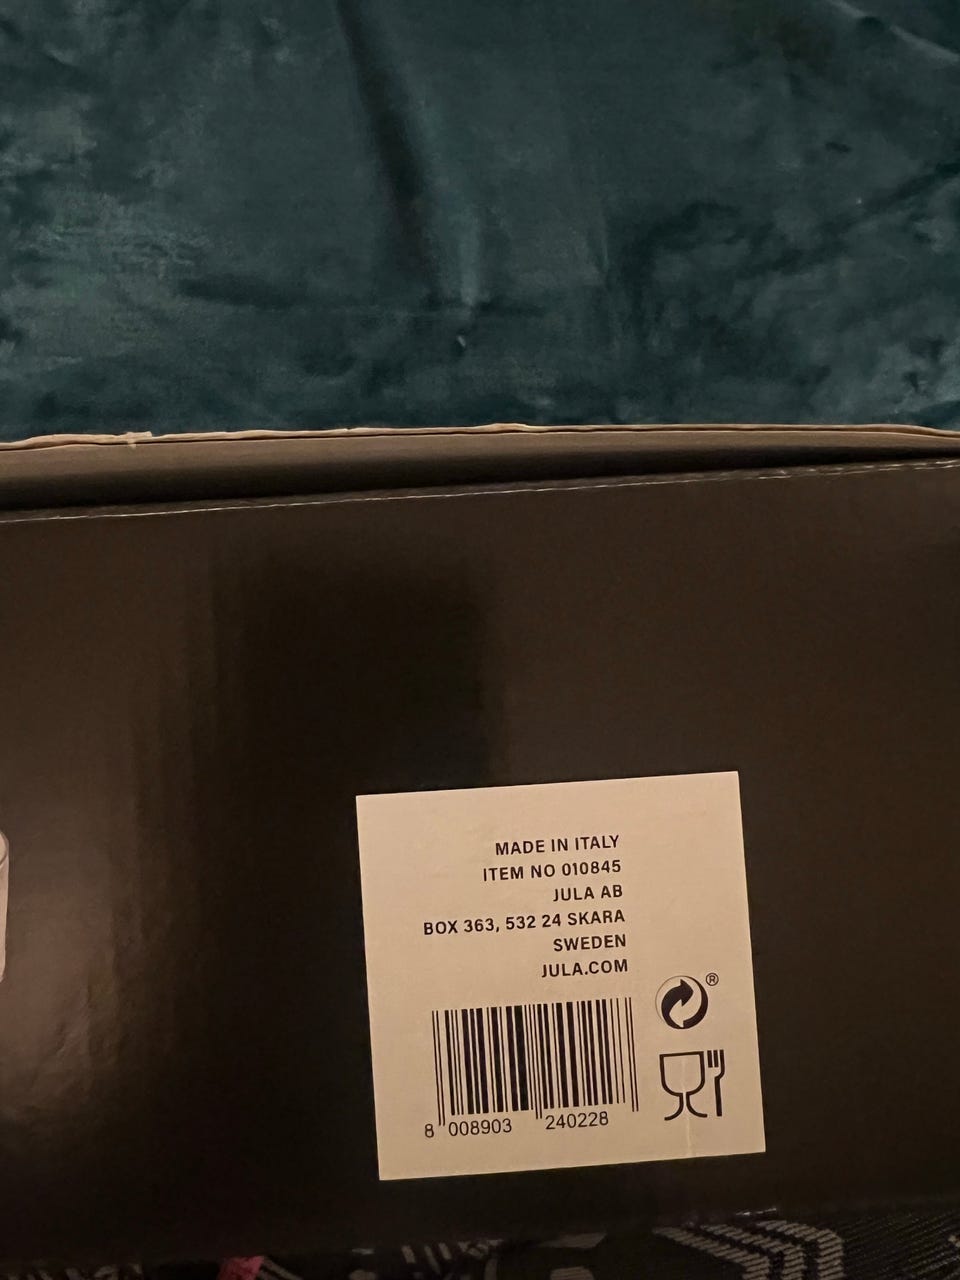 MADE IN ITALY
ITEM NO 010845
JULA AB
BOX 363, 532 24 SKARA
SWEDEN
JULA.COM
®
8 008903 240228